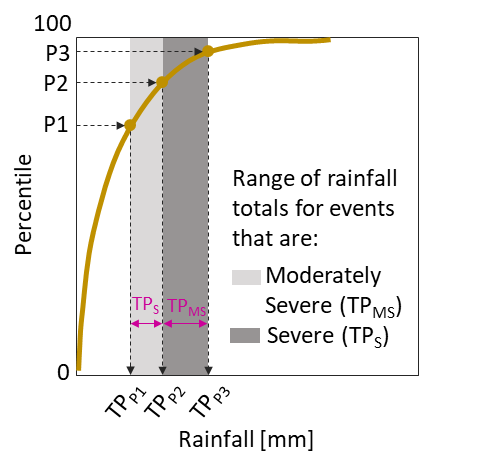 100
P3
P2
P1
Percentile
Range of rainfall
totals for events
that are:
Moderately
Severe (TPMS)
Severe (TPS)
TPS
TPMS
0
TPP1
TPP2
TPP3
Rainfall [mm]